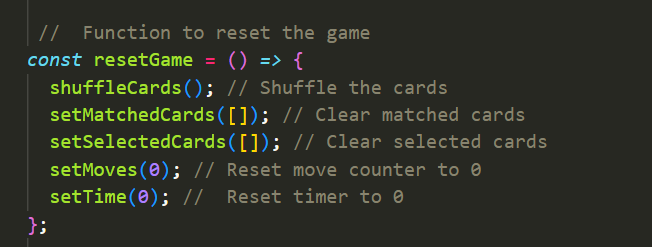 //  Function to reset the game
const resetGame = () => {
shuffleCards(); // Shuffle the cards
setMatchedCards([]); // Clear matched cards
setSelectedCards([]); // Clear selected cards
setMoves(0); // Reset move counter to 0
setTime(0); //  Reset timer to 0
};